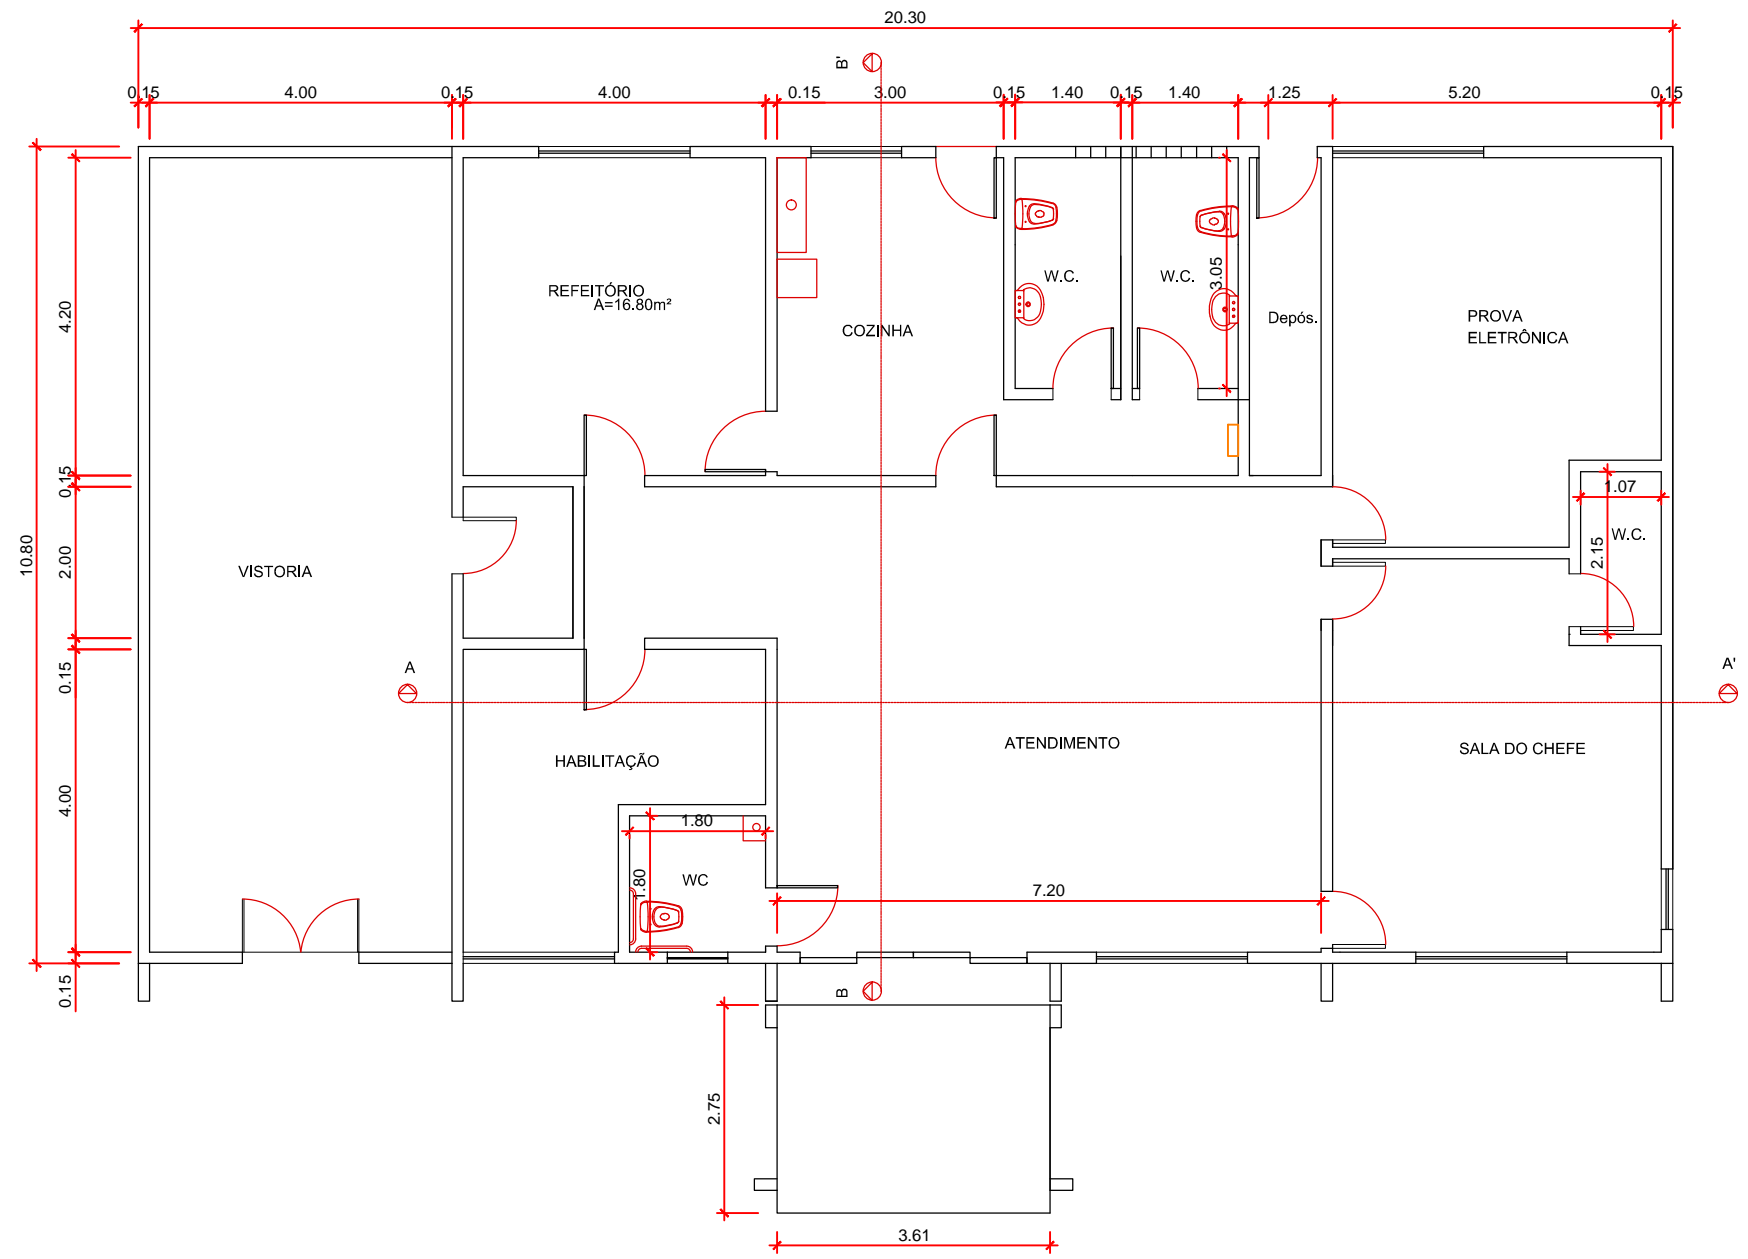 20.30
B'
0.15 4.00 0.15 4.00 0.15 3.00 0.15 1.40 0.15 1.40 1.25 5.20 0.15
4.20
REFEITÓRIO
A=16.80m²
COZINHA
W.C.
W.C.
3.05
Depós.
PROVA
ELETRÔNICA
0.15
1.07
W.C.
2.15
10.80
2.00
VISTORIA
0.15
A
A'
ATENDIMENTO
SALA DO CHEFE
HABILITAÇÃO
4.00
1.80
1.80
WC
7.20
0.15
B
2.75
3.61